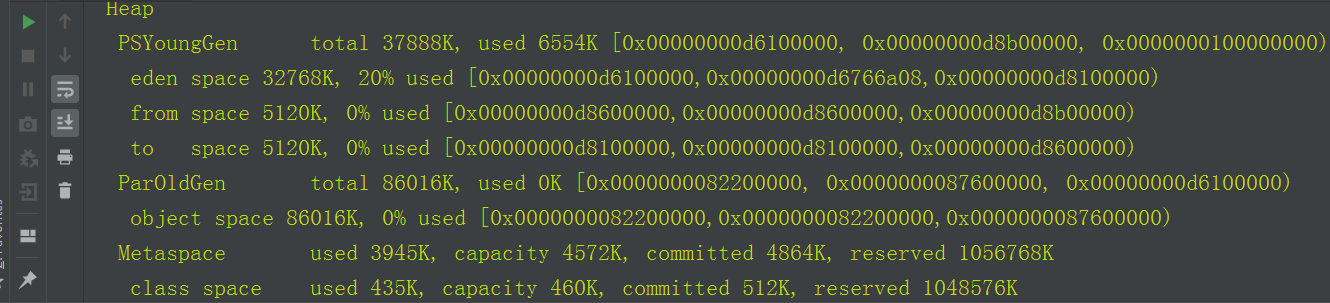 Heap
PSYoungGen total 37888K, used 6554K [0x00000000d6100000, 0x00000000d8b00000, 0x0000000100000000)
eden space 32768K, 20% used [0x00000000d6100000,0x00000000d6766a08,0x00000000d8100000)
from space 5120K, 0% used [0x00000000d8600000,0x00000000d8600000,0x00000000d8b00000)
to space 5120K, 0% used [0x00000000d8100000,0x00000000d8100000,0x00000000d8600000)
ParOldGen total 86016K, used 0K [0x0000000082200000, 0x0000000087600000, 0x00000000d6100000)
object space 86016K, 0% used [0x0000000082200000,0x0000000082200000,0x0000000087600000)
Metaspace used 3945K, capacity 4572K, committed 4864K, reserved 1056768K
class space used 435K, capacity 460K, committed 512K, reserved 1048576K